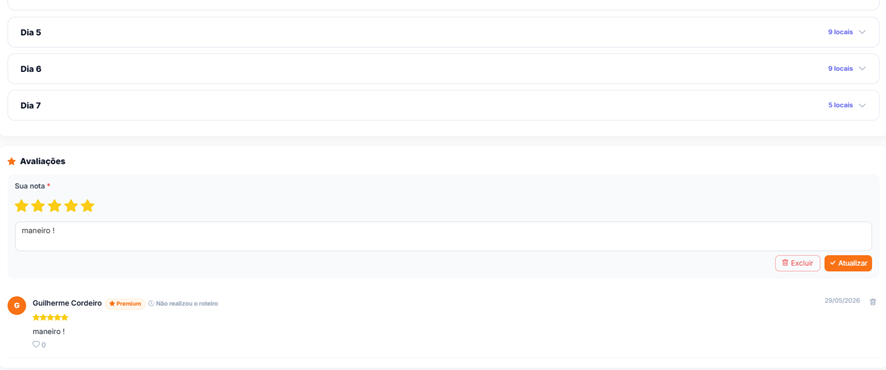 Dia 5 9 locais
Dia 6 9 locais
Dia 7 5 locais
Avaliações
Sua nota *
maneiro !
Excluir Atualizar
G Guilherme Cordeiro Premium Não realizou o roteiro 29/05/2026
maneiro !
0